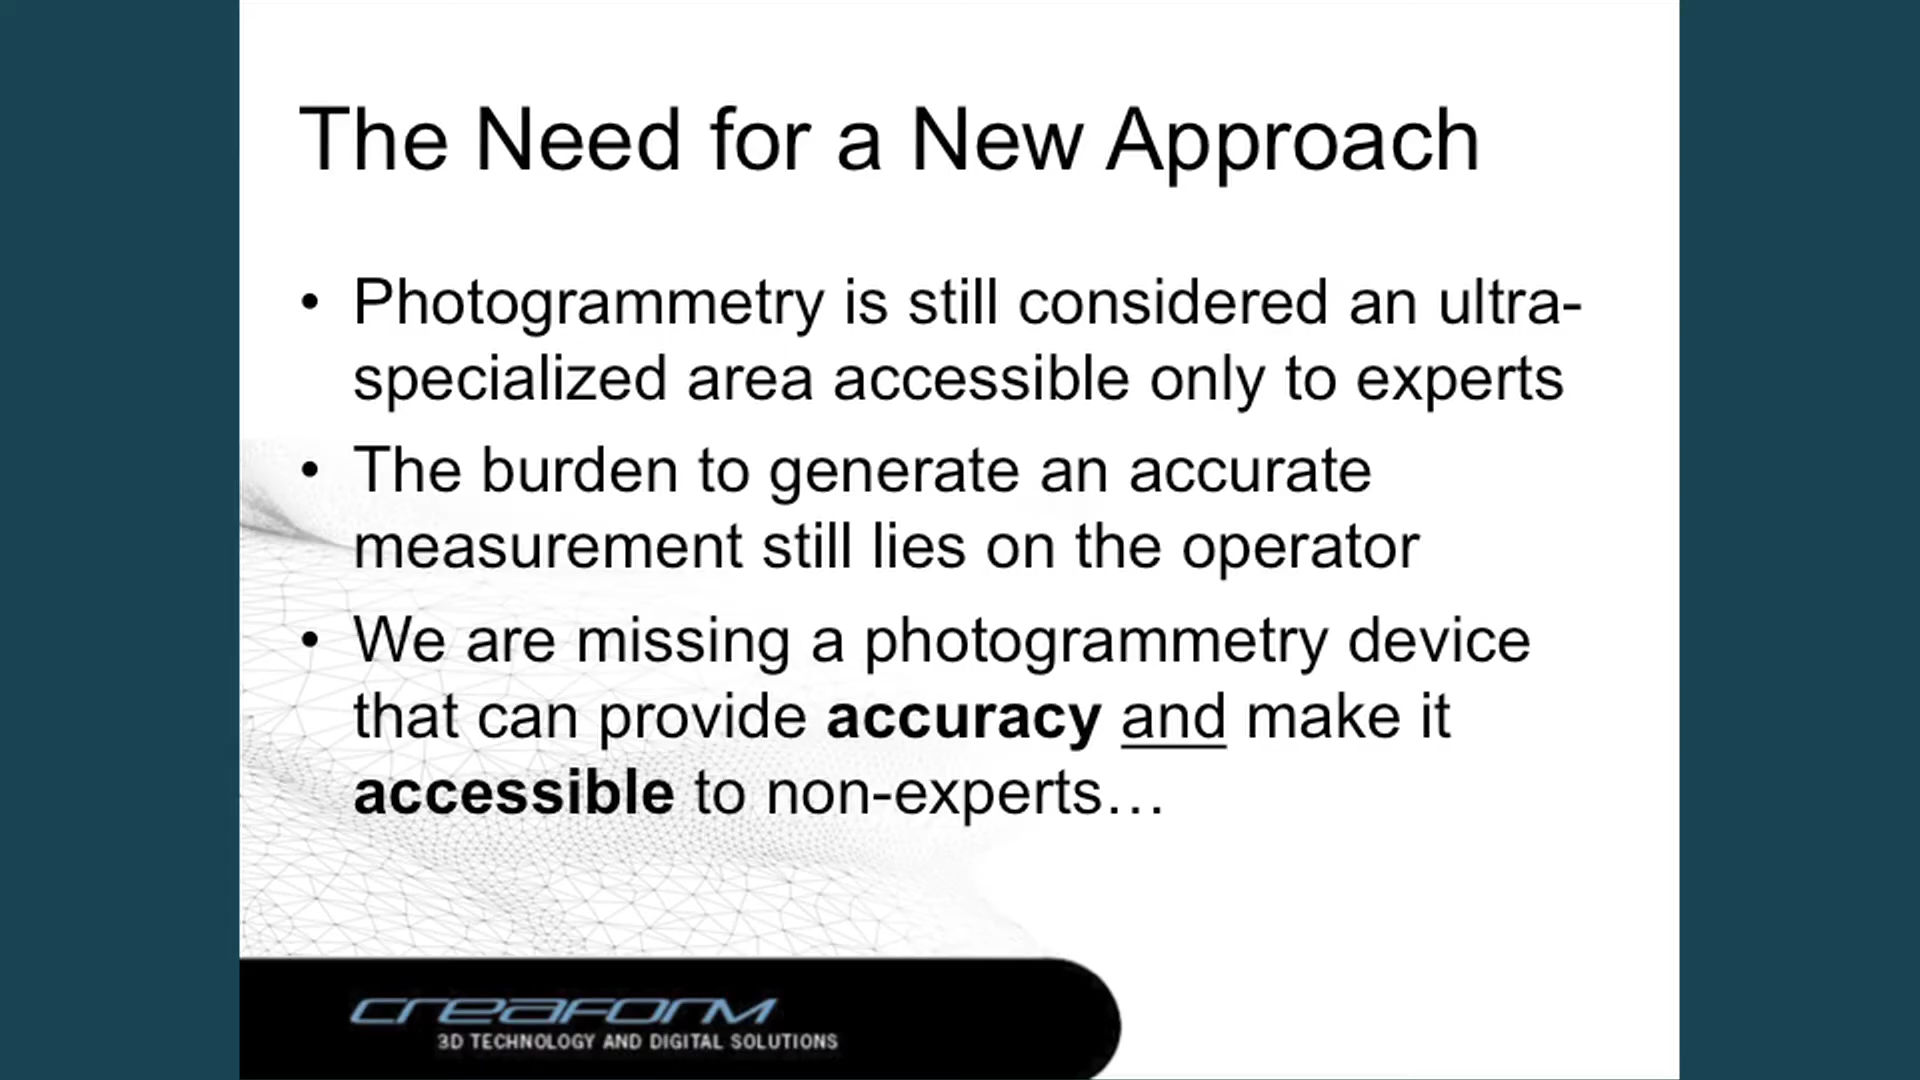 The Need for a New Approach
• Photogrammetry is still considered an ultra-
specialized area accessible only to experts
• The burden to generate an accurate
measurement still lies on the operator
• We are missing a photogrammetry device
that can provide accuracy and make it
accessible to non-experts…
CREAFORM
3D TECHNOLOGY AND DIGITAL SOLUTIONS